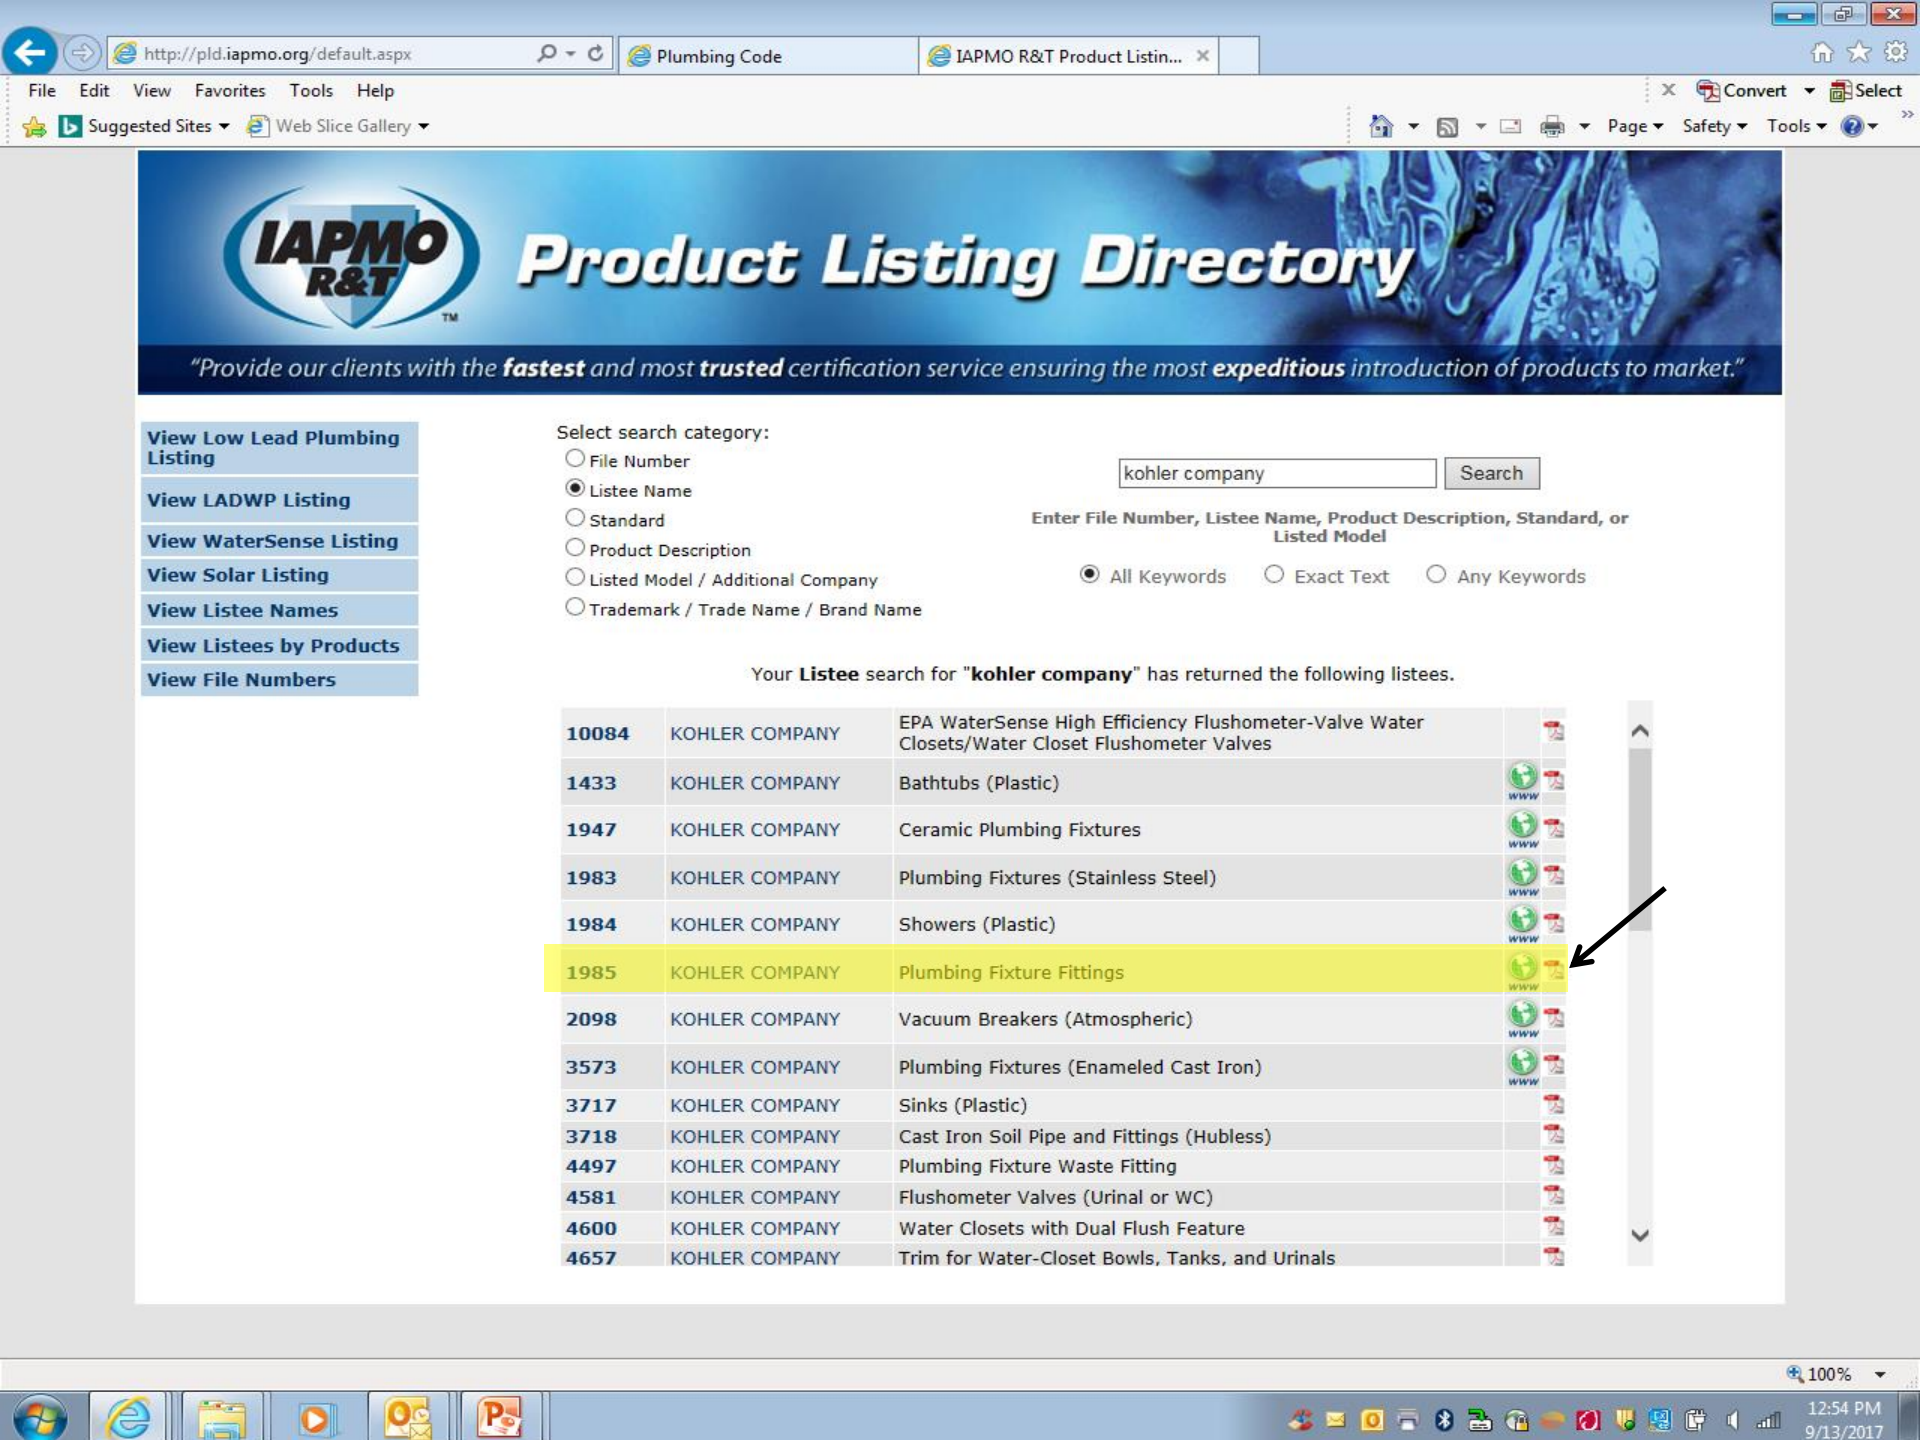 http://pld.iapmo.org/default.aspx
Plumbing Code
IAPMO R&T Product Listin...
File Edit View Favorites Tools Help
Convert Select
Suggested Sites Web Slice Gallery
Page Safety Tools
IAPMO
R&T
TM
Product Listing Directory
"Provide our clients with the fastest and most trusted certification service ensuring the most expeditious introduction of products to market."
View Low Lead Plumbing
Listing
View LADWP Listing
View WaterSense Listing
View Solar Listing
View Listee Names
View Listees by Products
View File Numbers
Select search category:
File Number
Listee Name
Standard
Product Description
Listed Model / Additional Company
Trademark / Trade Name / Brand Name
kohler company Search
Enter File Number, Listee Name, Product Description, Standard, or
Listed Model
All Keywords Exact Text Any Keywords
Your Listee search for "kohler company" has returned the following listees.
10084 KOHLER COMPANY EPA WaterSense High Efficiency Flushometer-Valve Water
Closets/Water Closet Flushometer Valves
1433 KOHLER COMPANY Bathtubs (Plastic) www
1947 KOHLER COMPANY Ceramic Plumbing Fixtures www
1983 KOHLER COMPANY Plumbing Fixtures (Stainless Steel) www
1984 KOHLER COMPANY Showers (Plastic) www
1985 KOHLER COMPANY Plumbing Fixture Fittings www
2098 KOHLER COMPANY Vacuum Breakers (Atmospheric) www
3573 KOHLER COMPANY Plumbing Fixtures (Enameled Cast Iron) www
3717 KOHLER COMPANY Sinks (Plastic)
3718 KOHLER COMPANY Cast Iron Soil Pipe and Fittings (Hubless)
4497 KOHLER COMPANY Plumbing Fixture Waste Fitting
4581 KOHLER COMPANY Flushometer Valves (Urinal or WC)
4600 KOHLER COMPANY Water Closets with Dual Flush Feature
4657 KOHLER COMPANY Trim for Water-Closet Bowls, Tanks, and Urinals
100%
12:54 PM
9/13/2017